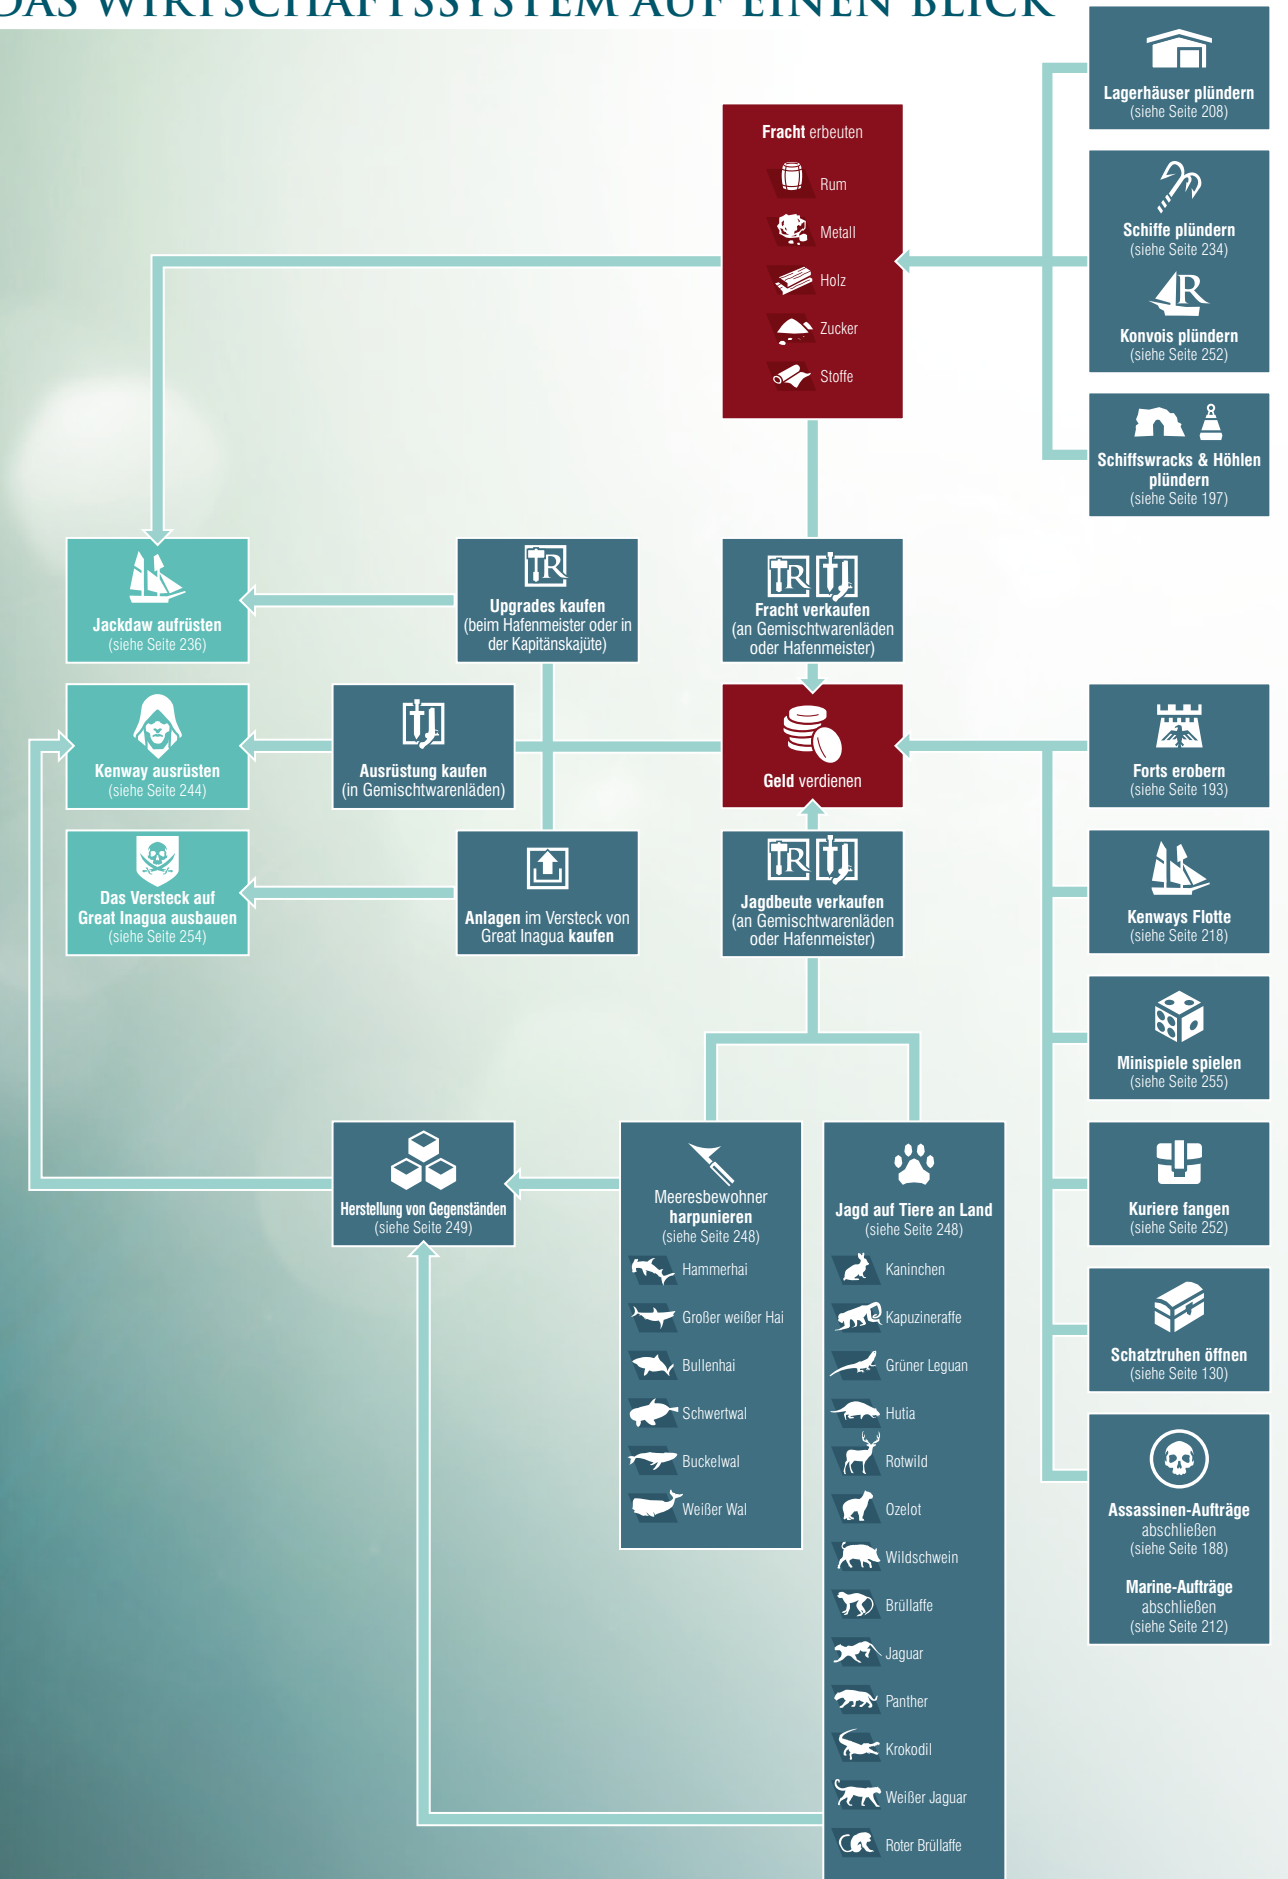 DAS WIRTSCHAFTSSYSTEM AUF EINEN BLICK
Lagerhäuser plündern
(siehe Seite 208)
Schiffe plündern
(siehe Seite 234)
R
Konvois plündern
(siehe Seite 252)
Schiffswracks & Höhlen
plündern
(siehe Seite 197)
Fracht erbeuten
Rum
Metall
Holz
Zucker
Stoffe
Jackdaw aufrüsten
(siehe Seite 236)
R
Upgrades kaufen
(beim Hafenmeister oder in
der Kapitänskajüte)
R
Fracht verkaufen
(an Gemischtwarenläden
oder Hafenmeister)
Kenway ausrüsten
(siehe Seite 244)
Ausrüstung kaufen
(in Gemischtwarenläden)
Geld verdienen
Forts erobern
(siehe Seite 193)
Das Versteck auf
Great Inagua ausbauen
(siehe Seite 254)
Anlagen im Versteck von
Great Inagua kaufen
R
Jagdbeute verkaufen
(an Gemischtwarenläden
oder Hafenmeister)
Kenways Flotte
(siehe Seite 218)
Minispiele spielen
(siehe Seite 255)
Kuriere fangen
(siehe Seite 252)
Schatztruhen öffnen
(siehe Seite 130)
Assassinen-Aufträge
abschließen
(siehe Seite 188)
Marine-Aufträge
abschließen
(siehe Seite 212)
Herstellung von Gegenständen
(siehe Seite 249)
Meeresbewohner
harpunieren
(siehe Seite 248)
Hammerhai
Großer weißer Hai
Bullenhai
Schwertwal
Buckelwal
Weißer Wal
Jagd auf Tiere an Land
(siehe Seite 248)
Kaninchen
Kapuzineraffe
Grüner Leguan
Hutia
Rotwild
Ozelot
Wildschwein
Brüllaffe
Jaguar
Panther
Krokodil
Weißer Jaguar
Roter Brüllaffe